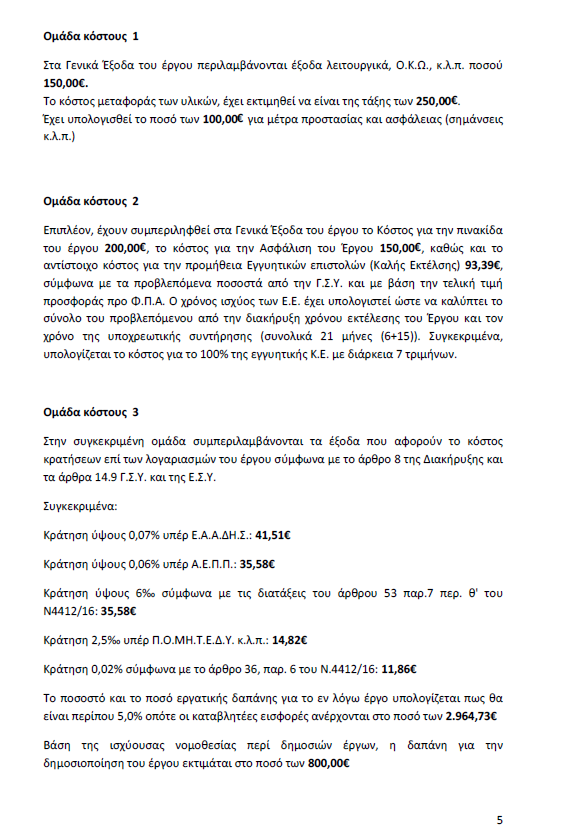 Ομάδα κόστους 1
Στα Γενικά Έξοδα του έργου περιλαμβάνονται έξοδα λειτουργικά, Ο.Κ.Ω., κ.λ.π. ποσού
150,00€.
Το κόστος μεταφοράς των υλικών, έχει εκτιμηθεί να είναι της τάξης των 250,00€.
Έχει υπολογισθεί το ποσό των 100,00€ για μέτρα προστασίας και ασφάλειας (σημάνσεις
κ.λ.π.)
Ομάδα κόστους 2
Επιπλέον, έχουν συμπεριληφθεί στα Γενικά Έξοδα του έργου το Κόστος για την πινακίδα
του έργου 200,00€, το κόστος για την Ασφάλιση του Έργου 150,00€, καθώς και το
αντίστοιχο κόστος για την προμήθεια Εγγυητικών επιστολών (Καλής Εκτέλσης) 93,39€,
σύμφωνα με τα προβλεπόμενα ποσοστά από την Γ.Σ.Υ. και με βάση την τελική τιμή
προσφοράς προ Φ.Π.Α. Ο χρόνος ισχύος των Ε.Ε. έχει υπολογιστεί ώστε να καλύπτει το
σύνολο του προβλεπόμενου από την διακήρυξη χρόνου εκτέλεσης του Έργου και τον
χρόνο της υποχρεωτικής συντήρησης (συνολικά 21 μήνες (6+15)). Συγκεκριμένα,
υπολογίζεται το κόστος για το 100% της εγγυητικής Κ.Ε. με διάρκεια 7 τριμήνων.
Ομάδα κόστους 3
Στην συγκεκριμένη ομάδα συμπεριλαμβάνονται τα έξοδα που αφορούν το κόστος
κρατήσεων επί των λογαριασμών του έργου σύμφωνα με το άρθρο 8 της Διακήρυξης και
τα άρθρα 14.9 Γ.Σ.Υ. και της Ε.Σ.Υ.
Συγκεκριμένα:
Κράτηση ύψους 0,07% υπέρ Ε.Α.Α.ΔΗ.Σ.: 41,51€
Κράτηση ύψους 0,06% υπέρ Α.Ε.Π.Π.: 35,58€
Κράτηση ύψους 6‰ σύμφωνα με τις διατάξεις του άρθρου 53 παρ.7 περ. θ' του
Ν4412/16: 35,58€
Κράτηση 2,5‰ υπέρ Π.Ο.ΜΗ.Τ.Ε.Δ.Υ. κ.λ.π.: 14,82€
Κράτηση 0,02% σύμφωνα με το άρθρο 36, παρ. 6 του ν.4412/16: 11,86€
Το ποσοστό και το ποσό εργατικής δαπάνης για το εν λόγω έργο υπολογίζεται πως θα
είναι περίπου 5,0% οπότε οι καταβλητέες εισφορές ανέρχονται στο ποσό των 2.964,73€
Βάση της ισχύουσας νομοθεσίας περί δημοσιών έργων, η δαπάνη για την
δημοσιοποίηση του έργου εκτιμάται στο ποσό των 800,00€
5